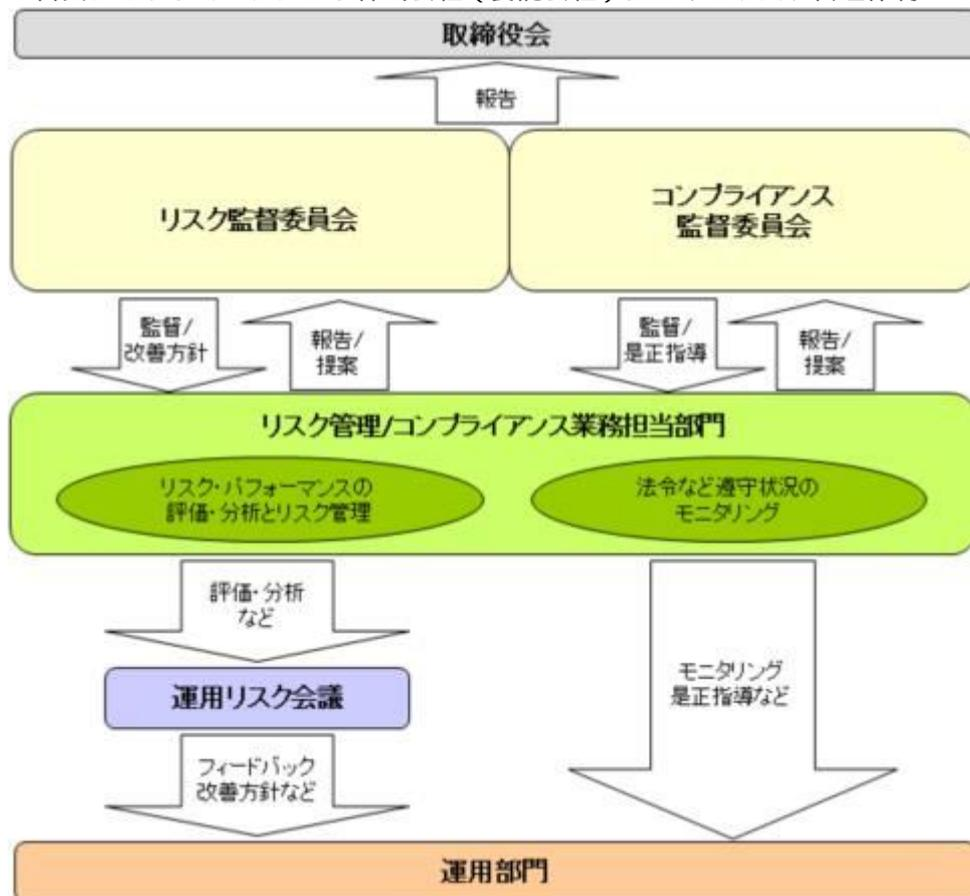 取締役会
報告
リスク監督委員会
コンプライアンス
監督委員会
監督/
改善方針
報告/
提案
監督/
是正指導
報告/
提案
リスク管理/コンプライアンス業務担当部門
リスク・パフォーマンスの
評価・分析とリスク管理
法令など遵守状況の
モニタリング
評価・分析
など
運用リスク会議
モニタリング
是正指導など
フィードバック
改善方針など
運用部門